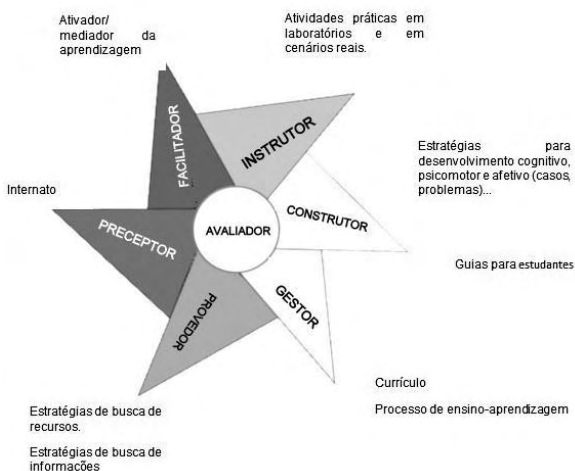 Ativador/
mediador da
aprendizagem
Atividades práticas em
laboratórios e em
cenários reais.
FACILITADOR
INSTRUTOR
Estratégias para
desenvolvimento cognitivo,
psicomotor e afetivo (casos,
problemas)...
Internato
PRECEPTOR
AVALIADOR
CONSTRUTOR
Guias para estudantes
PROVEDOR
GESTOR
Currículo
Processo de ensino-aprendizagem
Estratégias de busca de
recursos.
Estratégias de busca de
informações